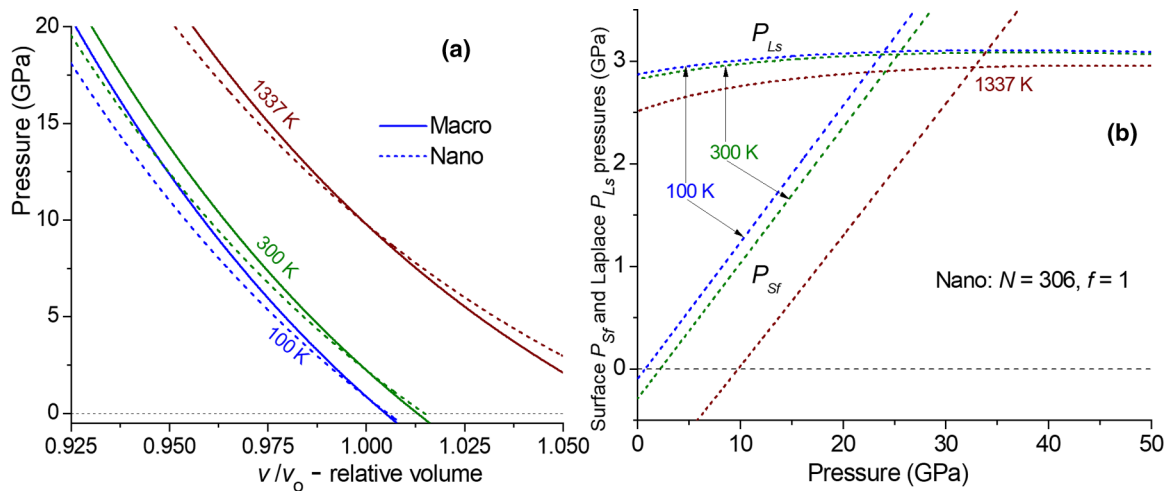 20
15
10
5
0
Pressure (GPa)
(a)
1337 K
Macro
Nano
300 K
100 K
0.925
0.950
0.975
1.000
1.025
1.050
v/vo – relative volume
P_Ls
3
2
1
0
Surface P_Sf and Laplace P_Ls pressures (GPa)
1337 K
(b)
300 K
100 K
P_Sf
Nano: N = 306, f = 1
0
10
20
30
40
50
Pressure (GPa)